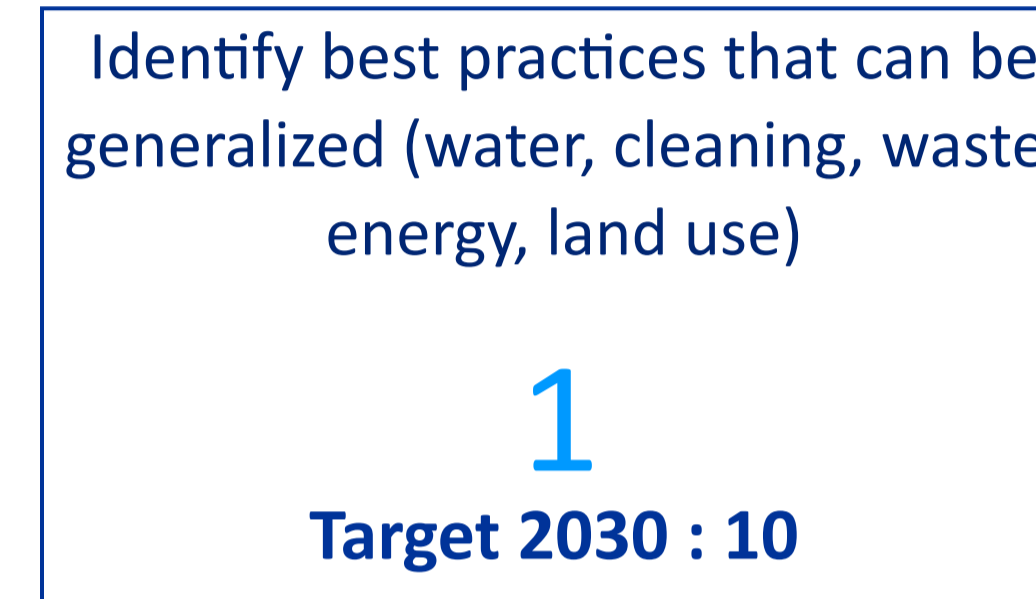 Identify best practices that can be
generalized (water, cleaning, waste
energy, land use)
1
Target 2030 : 10